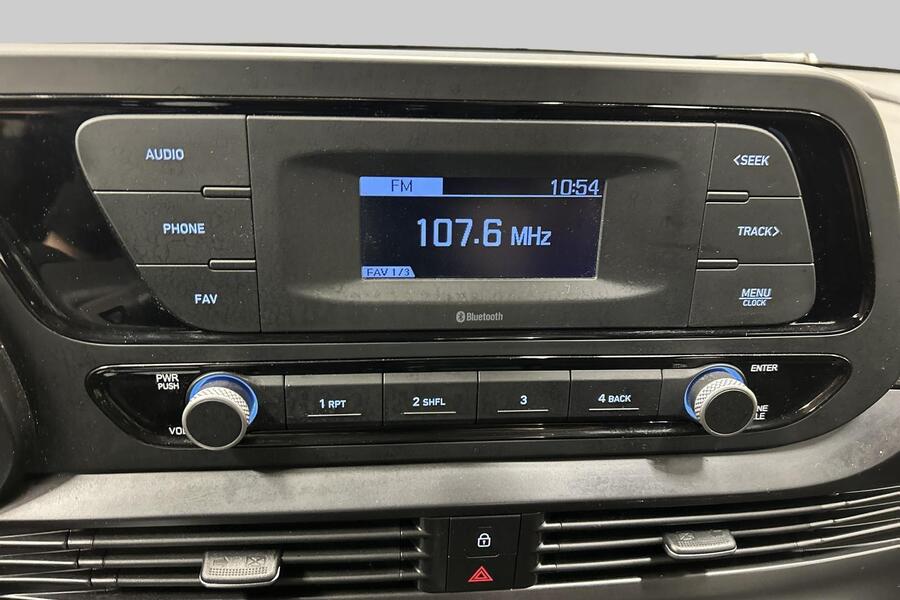 AUDIO
PHONE
FAV
FM 10:54
107.6 MHz
FAV 1/3
Bluetooth
<SEEK
TRACK>
MENU
CLOCK
PWR
PUSH
1 RPT
2 SHFL
3
4 BACK
ENTER